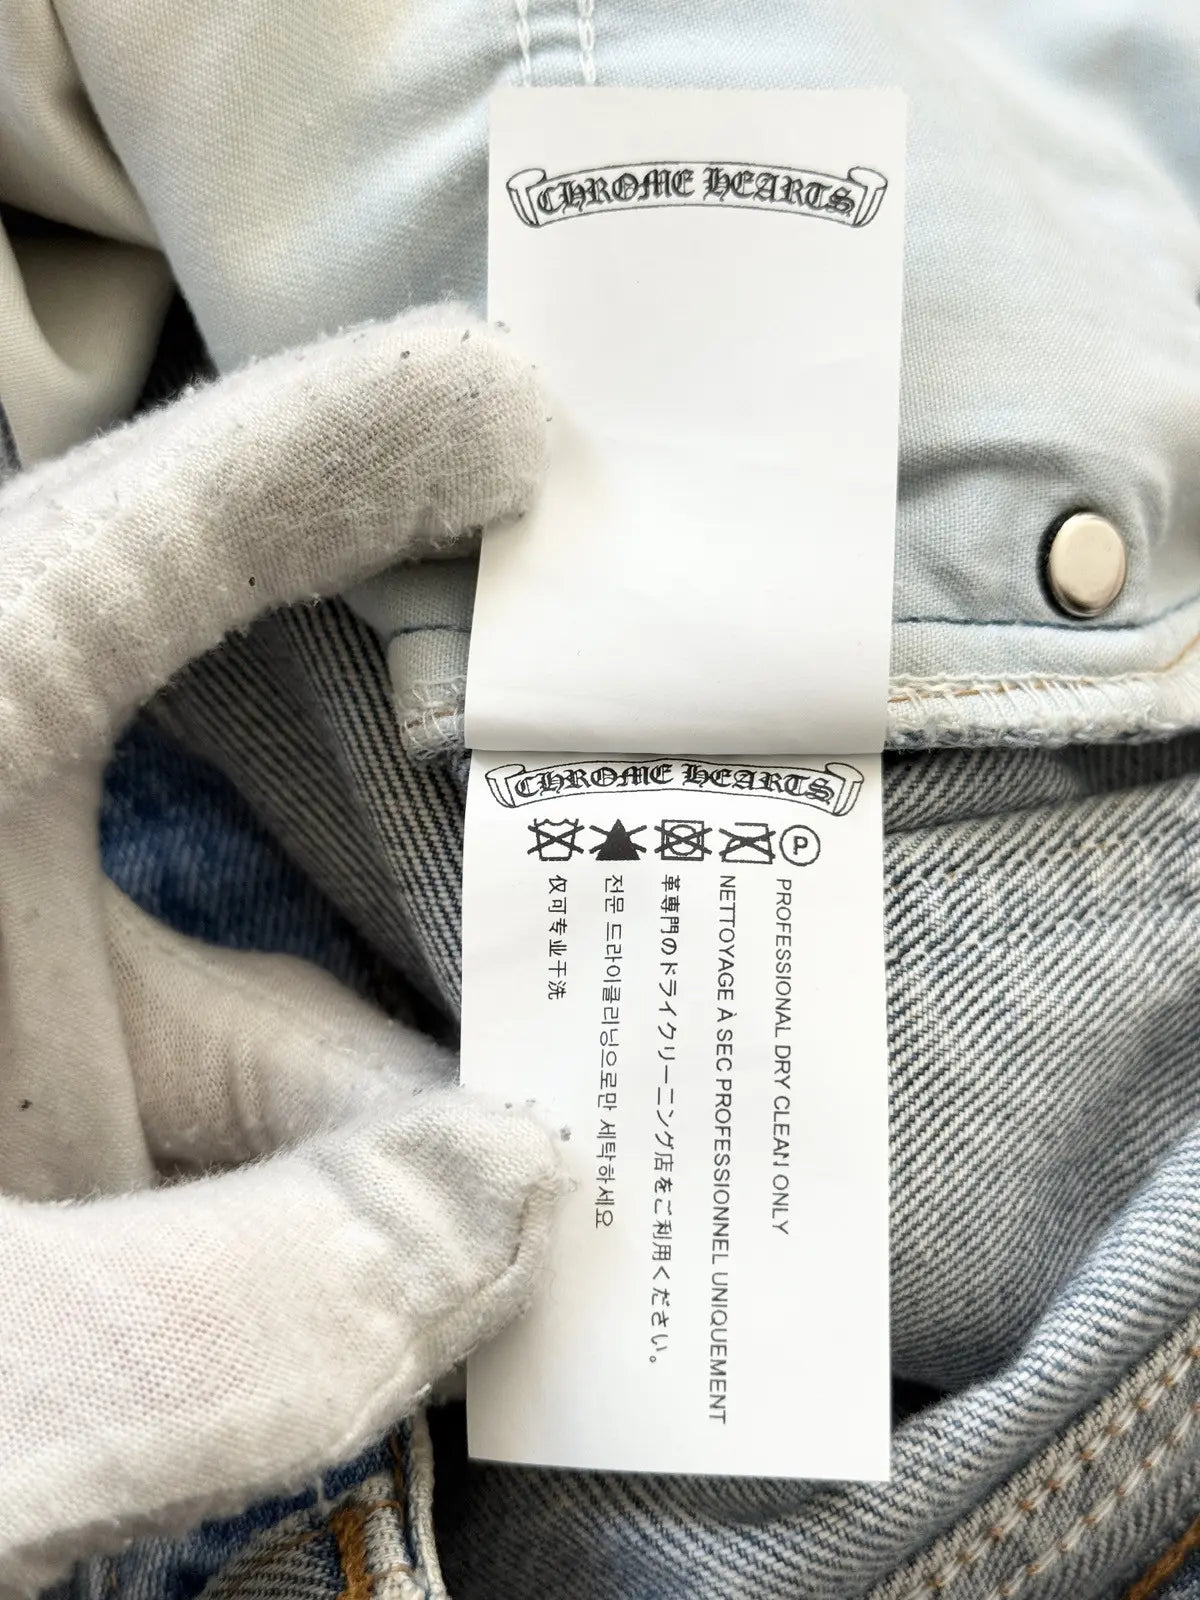 CHROME HEARTS
CHROME HEARTS
P
PROFESSIONAL DRY CLEAN ONLY
NETTOYAGE À SEC PROFESSIONNEL UNIQUEMENT
革専門のドライクリーニング店をご利用ください。
전문 드라이클리닝으로만 세탁하세요
仅可专业干洗